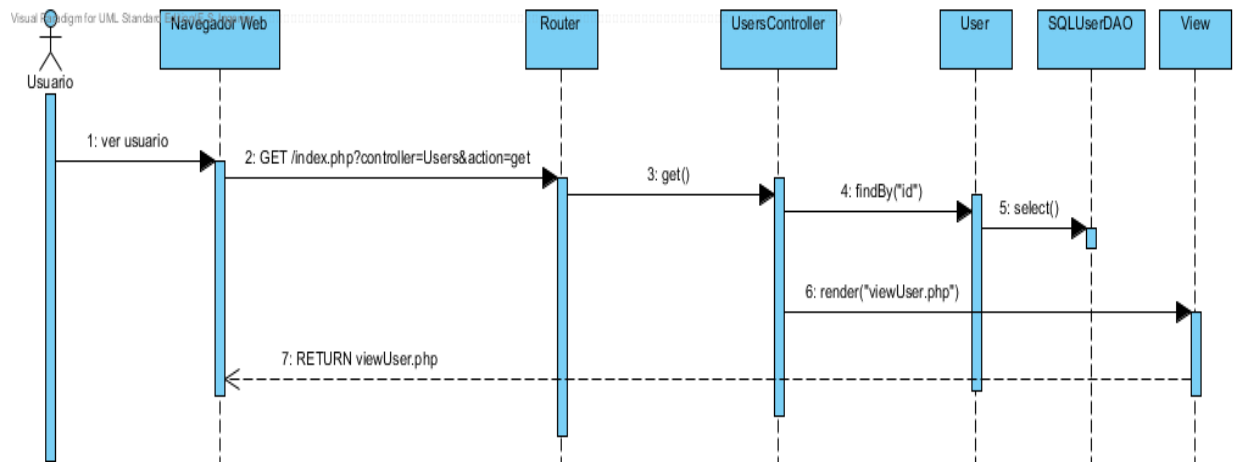 Visual Paradigm for UML Standard
Navegador Web
Router
UsersController
User
SQLUserDAO
View
Usuario
1: ver usuario
2: GET /index.php?controller=Users&action=get
3: get()
4: findBy("id")
5: select()
6: render("viewUser.php")
7: RETURN viewUser.php